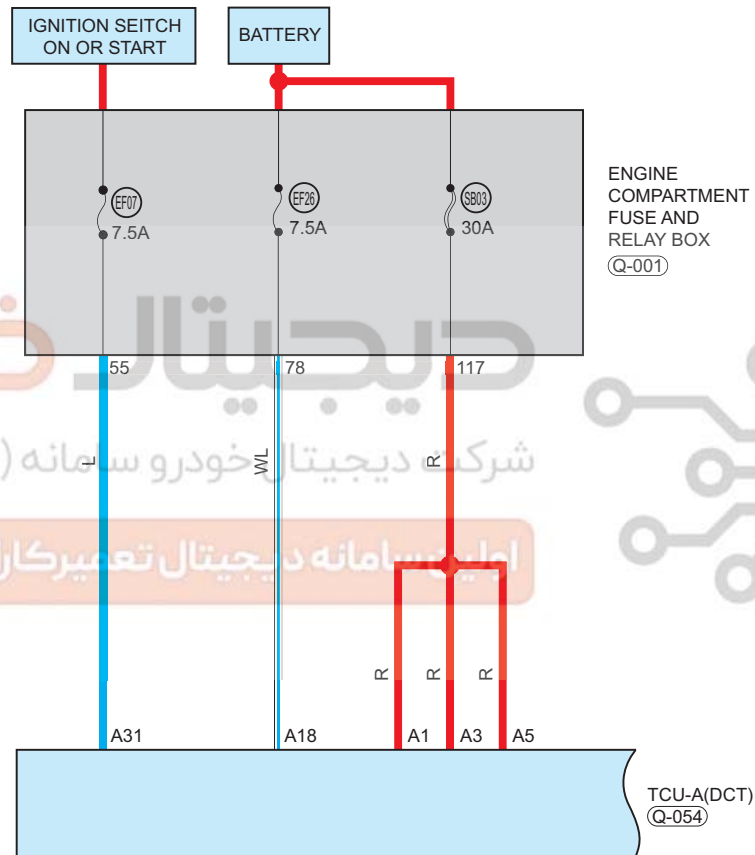 IGNITION SEITCH
ON OR START
BATTERY
EF07
7.5A
EF26
7.5A
SB03
30A
ENGINE
COMPARTMENT
FUSE AND
RELAY BOX
Q-001
55
78
117
دیجیتال
شرکت دیجیتال خودرو سامانه (
L
WL
R
اولین سامانه دیجیتال تعمیرکارا
R
R
R
A31
A18
A1
A3
A5
TCU-A(DCT)
Q-054